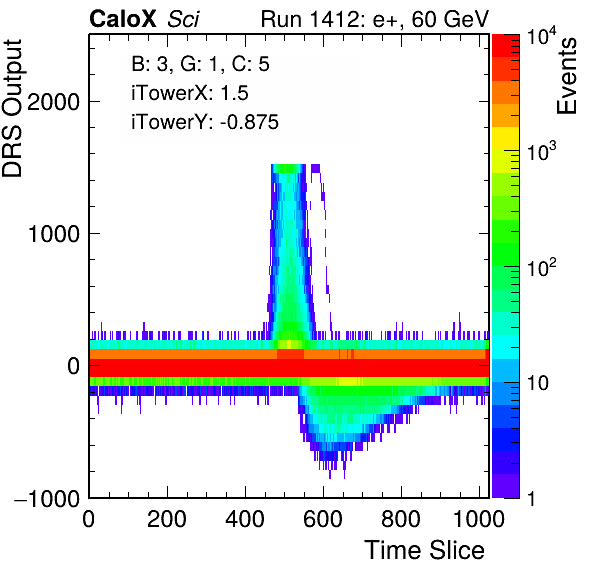 CaloX Sci Run 1412: e+, 60 GeV
B: 3, G: 1, C: 5
iTowerX: 1.5
iTowerY: -0.875
DRS Output
2000
1000
0
−1000
0 200 400 600 800 1000
Time Slice
Events
10^4
10^3
10^2
10
1